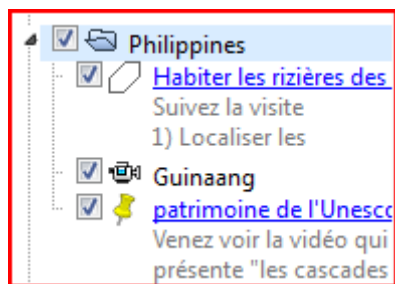 Philippines
Habiter les rizières des
Suivez la visite
1) Localiser les
Guinaang
patrimoine de l'Unesco
Venez voir la vidéo qui
présente "les cascades